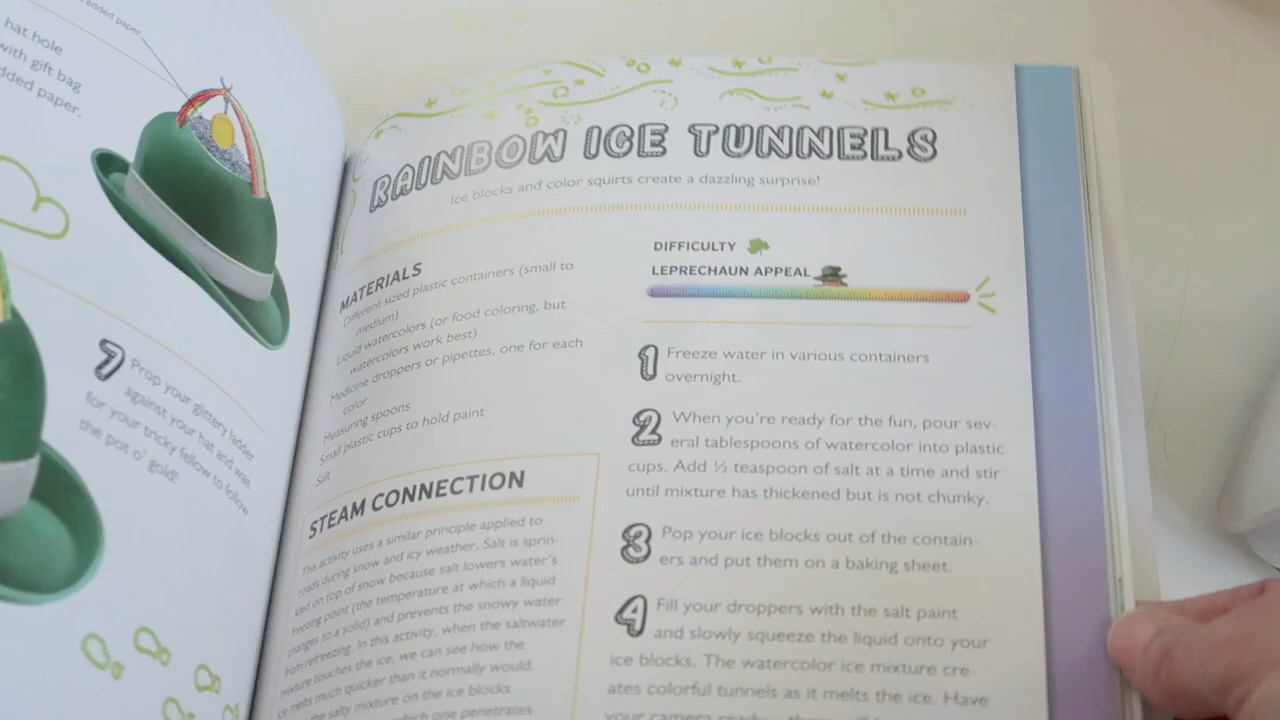 edded paper
hat hole
with gift bag
dded paper.
7 Prop your glittery ladder
against your hat and wait
for your tricky fellow to follow
the pot o' gold!
RAINBOW ICE TUNNELS
Ice blocks and color squirts create a dazzling surprise!
MATERIALS
Different sized plastic containers (small to
medium)
Liquid watercolors (or food coloring, but
watercolors work best)
Medicine droppers or pipettes, one for each
color
Measuring spoons
Small plastic cups to hold paint
Salt
STEAM CONNECTION
This activity uses a similar principle applied to
roads during snow and icy weather. Salt is sprin-
kled on top of snow because salt lowers water's
freezing point (the temperature at which a liquid
changes to a solid) and prevents the snowy water
from refreezing. In this activity, when the saltwater
mixture touches the ice, we can see how the
ice melts much quicker than it normally would.
the salty mixture on the ice blocks
which one penetrates
DIFFICULTY
LEPRECHAUN APPEAL
1 Freeze water in various containers
overnight.
2 When you're ready for the fun, pour sev-
eral tablespoons of watercolor into plastic
cups. Add ½ teaspoon of salt at a time and stir
until mixture has thickened but is not chunky.
3 Pop your ice blocks out of the contain-
ers and put them on a baking sheet.
4 Fill your droppers with the salt paint
and slowly squeeze the liquid onto your
ice blocks. The watercolor ice mixture cre-
ates colorful tunnels as it melts the ice. Have
your camera ready